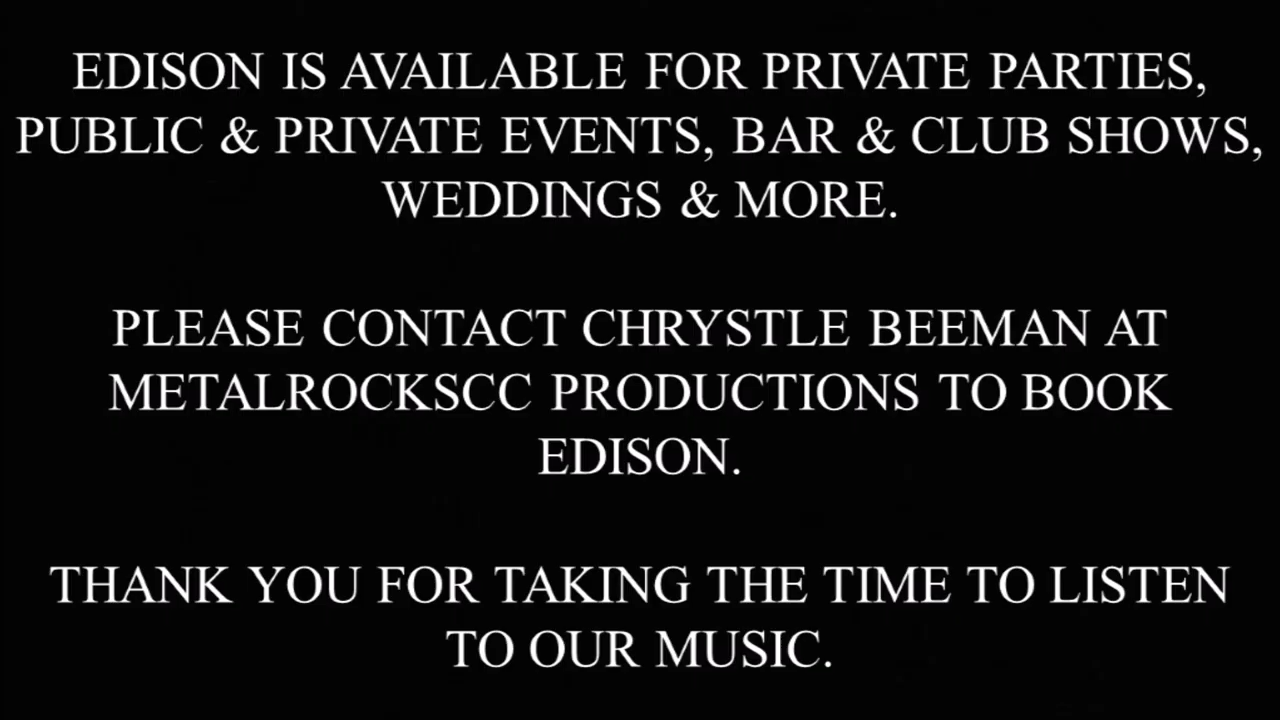 EDISON IS AVAILABLE FOR PRIVATE PARTIES,
PUBLIC & PRIVATE EVENTS, BAR & CLUB SHOWS,
WEDDINGS & MORE.
PLEASE CONTACT CHRYSTLE BEEMAN AT
METALROCKSCC PRODUCTIONS TO BOOK
EDISON.
THANK YOU FOR TAKING THE TIME TO LISTEN
TO OUR MUSIC.